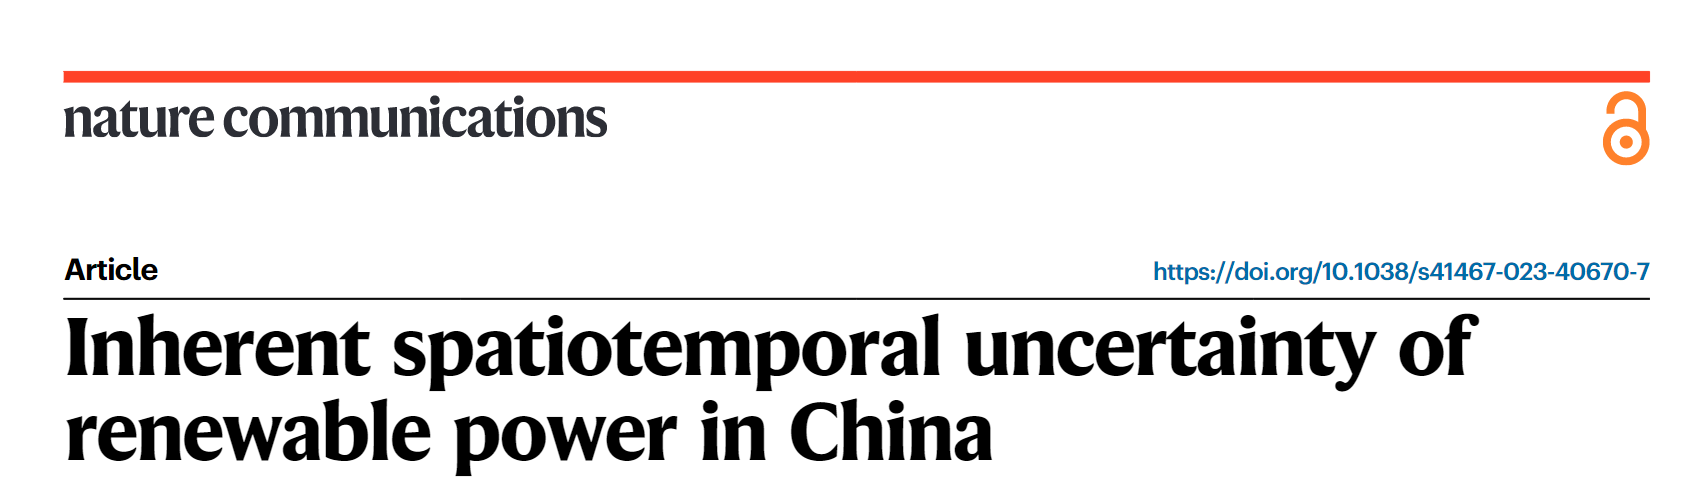 nature communications
Article
https://doi.org/10.1038/s41467-023-40670-7
Inherent spatiotemporal uncertainty of
renewable power in China